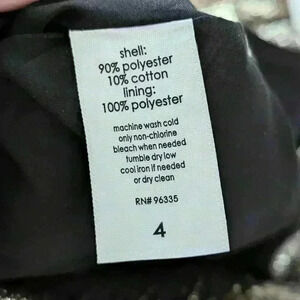 shell:
90% polyester
10% cotton
lining:
100% polyester
machine wash cold
only non-chlorine
bleach when needed
tumble dry low
cool iron if needed
or dry clean
RN# 96335
4